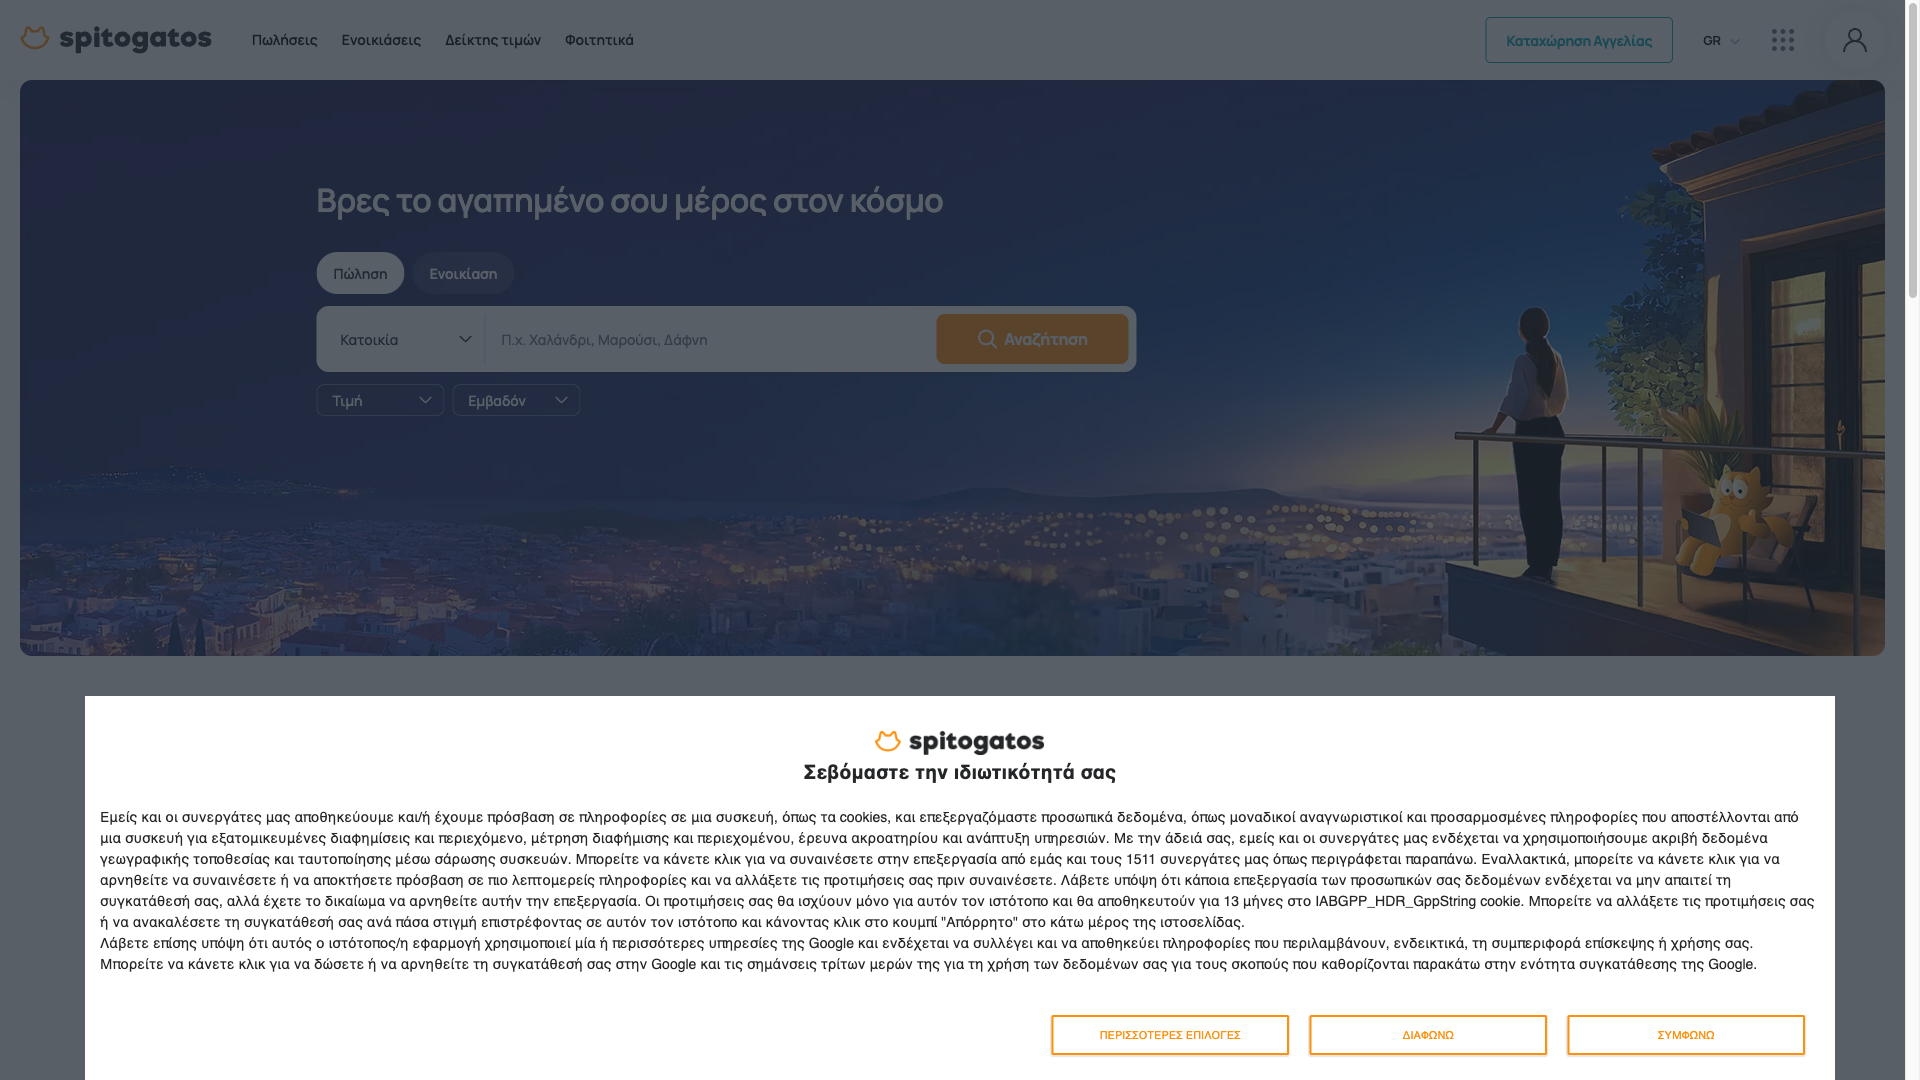 spitogatos
Πωλήσεις
Ενοικιάσεις
Δείκτης τιμών
Φοιτητικά
Καταχώρηση Αγγελίας
GR
Βρες το αγαπημένο σου μέρος στον κόσμο
Πώληση
Ενοικίαση
Κατοικία
Π.χ. Χαλάνδρι, Μαρούσι, Δάφνη
Αναζήτηση
Τιμή
Εμβαδόν
spitogatos
Σεβόμαστε την ιδιωτικότητά σας
Εμείς και οι συνεργάτες μας αποθηκεύουμε και/ή έχουμε πρόσβαση σε πληροφορίες σε μια συσκευή, όπως τα cookies, και επεξεργαζόμαστε προσωπικά δεδομένα, όπως μοναδικοί αναγνωριστικοί και προσαρμοσμένες πληροφορίες που αποστέλλονται από
μια συσκευή για εξατομικευμένες διαφημίσεις και περιεχόμενο, μέτρηση διαφήμισης και περιεχομένου, έρευνα ακροατηρίου και ανάπτυξη υπηρεσιών. Με την άδειά σας, εμείς και οι συνεργάτες μας ενδέχεται να χρησιμοποιήσουμε ακριβή δεδομένα
γεωγραφικής τοποθεσίας και ταυτοποίησης μέσω σάρωσης συσκευών. Μπορείτε να κάνετε κλικ για να συναινέσετε στην επεξεργασία από εμάς και τους 1511 συνεργάτες μας όπως περιγράφεται παραπάνω. Εναλλακτικά, μπορείτε να κάνετε κλικ για να
αρνηθείτε να συναινέσετε ή να αποκτήσετε πρόσβαση σε πιο λεπτομερείς πληροφορίες και να αλλάξετε τις προτιμήσεις σας πριν συναινέσετε. Λάβετε υπόψη ότι κάποια επεξεργασία των προσωπικών σας δεδομένων ενδέχεται να μην απαιτεί τη
συγκατάθεσή σας, αλλά έχετε το δικαίωμα να αρνηθείτε αυτήν την επεξεργασία. Οι προτιμήσεις σας θα ισχύουν μόνο για αυτόν τον ιστότοπο και θα αποθηκευτούν για 13 μήνες στο IABGPP_HDR_GppString cookie. Μπορείτε να αλλάξετε τις προτιμήσεις σας
ή να ανακαλέσετε τη συγκατάθεσή σας ανά πάσα στιγμή επιστρέφοντας σε αυτόν τον ιστότοπο και κάνοντας κλικ στο κουμπί "Απόρρητο" στο κάτω μέρος της ιστοσελίδας.
Λάβετε επίσης υπόψη ότι αυτός ο ιστότοπος/η εφαρμογή χρησιμοποιεί μία ή περισσότερες υπηρεσίες της Google και ενδέχεται να συλλέγει και να αποθηκεύει πληροφορίες που περιλαμβάνουν, ενδεικτικά, τη συμπεριφορά επίσκεψης ή χρήσης σας.
Μπορείτε να κάνετε κλικ για να δώσετε ή να αρνηθείτε τη συγκατάθεσή σας στην Google και τις σημάνσεις τρίτων μερών της για τη χρήση των δεδομένων σας για τους σκοπούς που καθορίζονται παρακάτω στην ενότητα συγκατάθεσης της Google.
ΠΕΡΙΣΣΟΤΕΡΕΣ ΕΠΙΛΟΓΕΣ
ΔΙΑΦΩΝΩ
ΣΥΜΦΩΝΩ